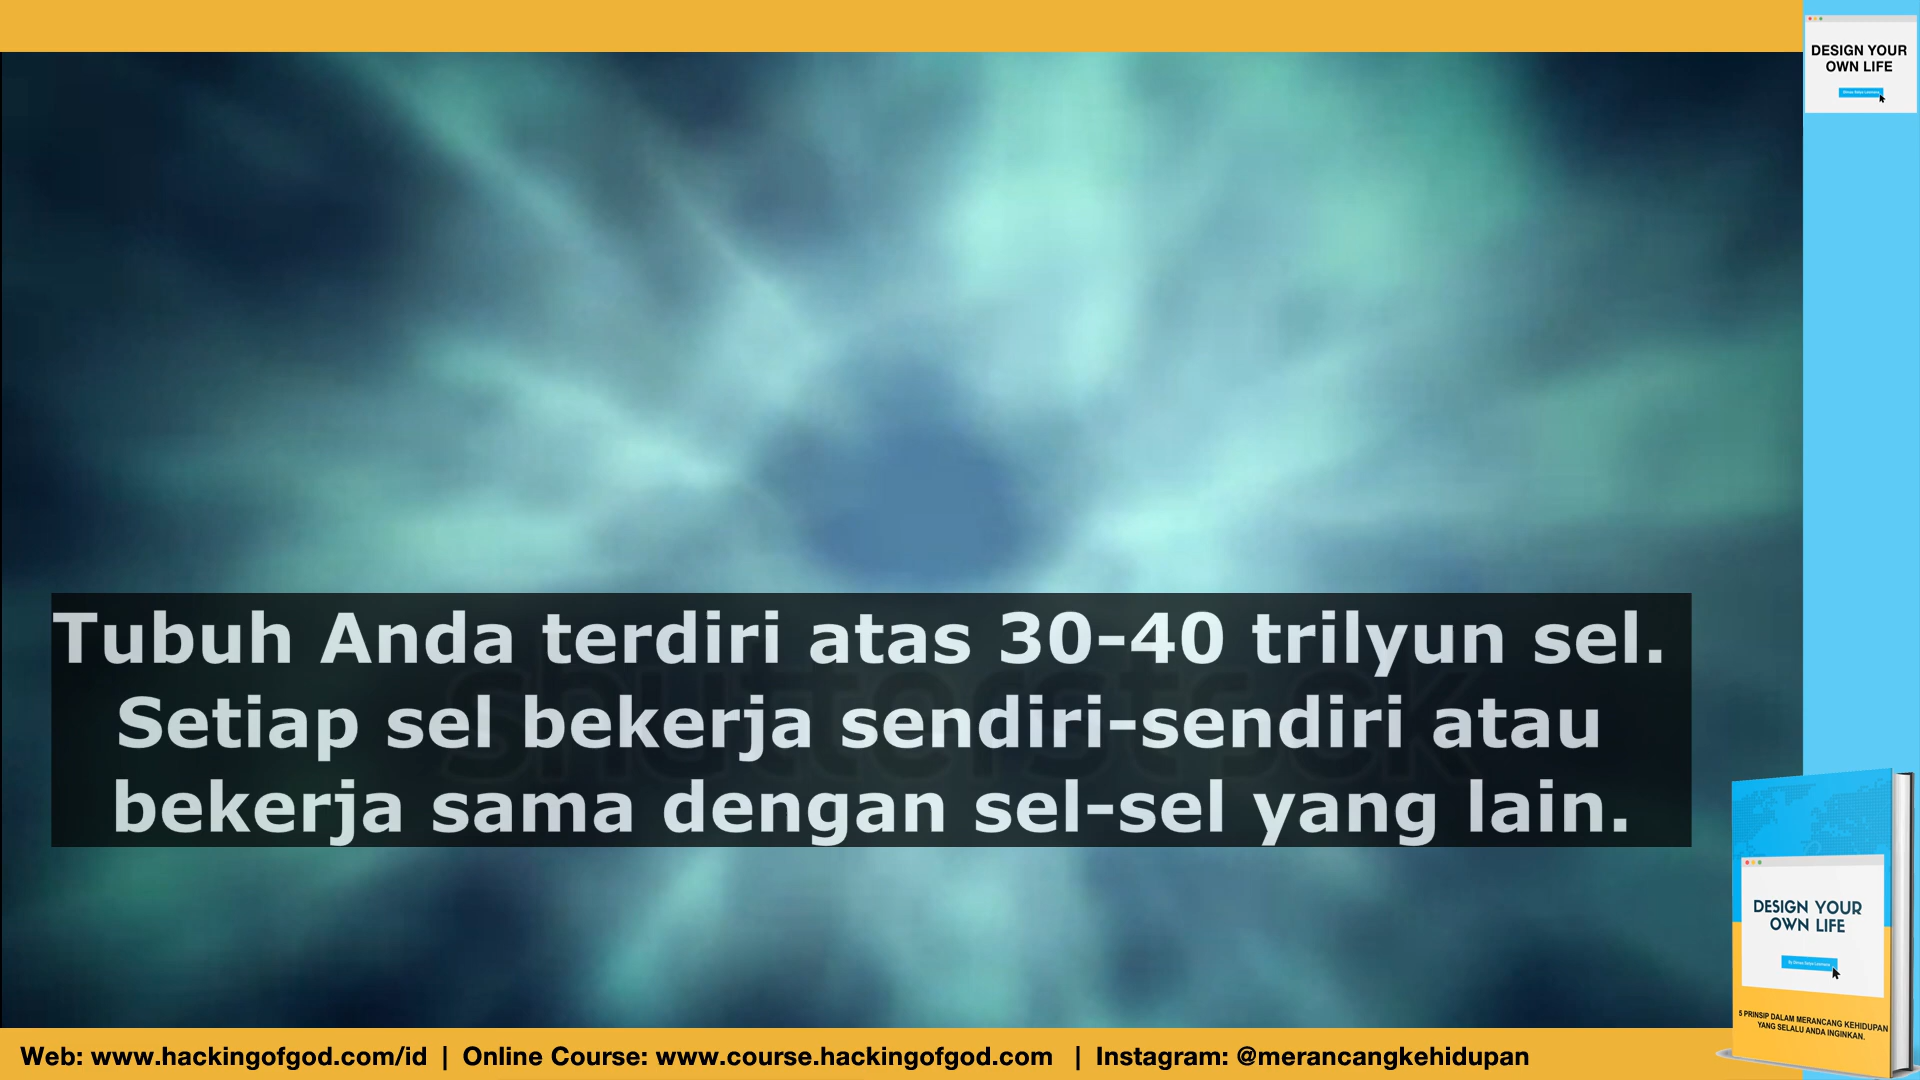 DESIGN YOUR
OWN LIFE
Tubuh Anda terdiri atas 30-40 trilyun sel.
Setiap sel bekerja sendiri-sendiri atau
bekerja sama dengan sel-sel yang lain.
shutterstock
DESIGN YOUR
OWN LIFE
5 PRINSIP DALAM MERANCANG KEHIDUPAN
YANG SELALU ANDA INGINKAN.
Web: www.hackingofgod.com/id | Online Course: www.course.hackingofgod.com | Instagram: @merancangkehidupan